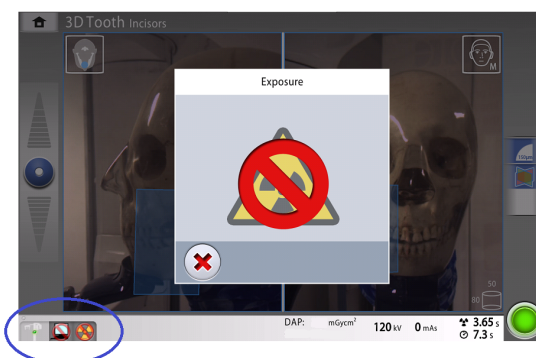 3D Tooth Incisors
M
Exposure
50
80
DAP: mGycm²
120 kV 0 mAs
3.65 s
7.3 s